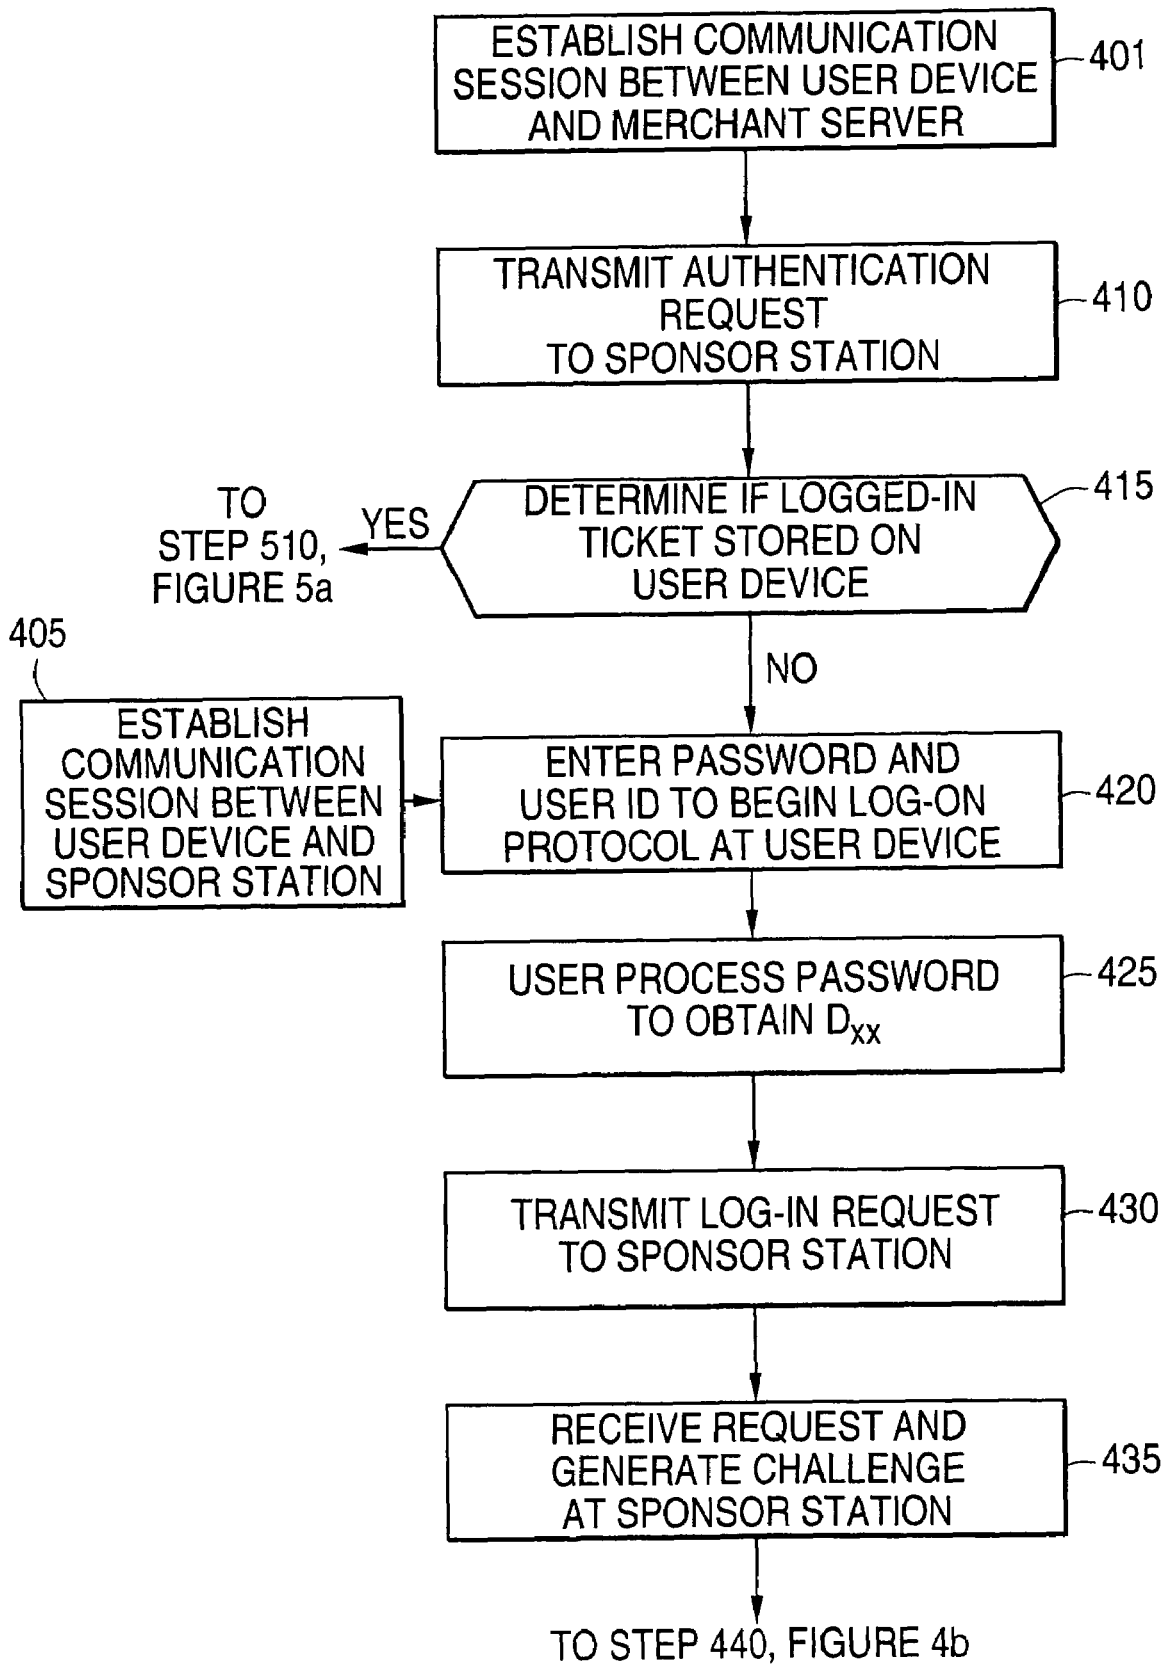 ESTABLISH COMMUNICATION
SESSION BETWEEN USER DEVICE
AND MERCHANT SERVER
401
TRANSMIT AUTHENTICATION
REQUEST
TO SPONSOR STATION
410
DETERMINE IF LOGGED-IN
TICKET STORED ON
USER DEVICE
415
YES
TO
STEP 510,
FIGURE 5a
NO
405
ESTABLISH
COMMUNICATION
SESSION BETWEEN
USER DEVICE AND
SPONSOR STATION
ENTER PASSWORD AND
USER ID TO BEGIN LOG-ON
PROTOCOL AT USER DEVICE
420
USER PROCESS PASSWORD
TO OBTAIN Dxx
425
TRANSMIT LOG-IN REQUEST
TO SPONSOR STATION
430
RECEIVE REQUEST AND
GENERATE CHALLENGE
AT SPONSOR STATION
435
TO STEP 440, FIGURE 4b